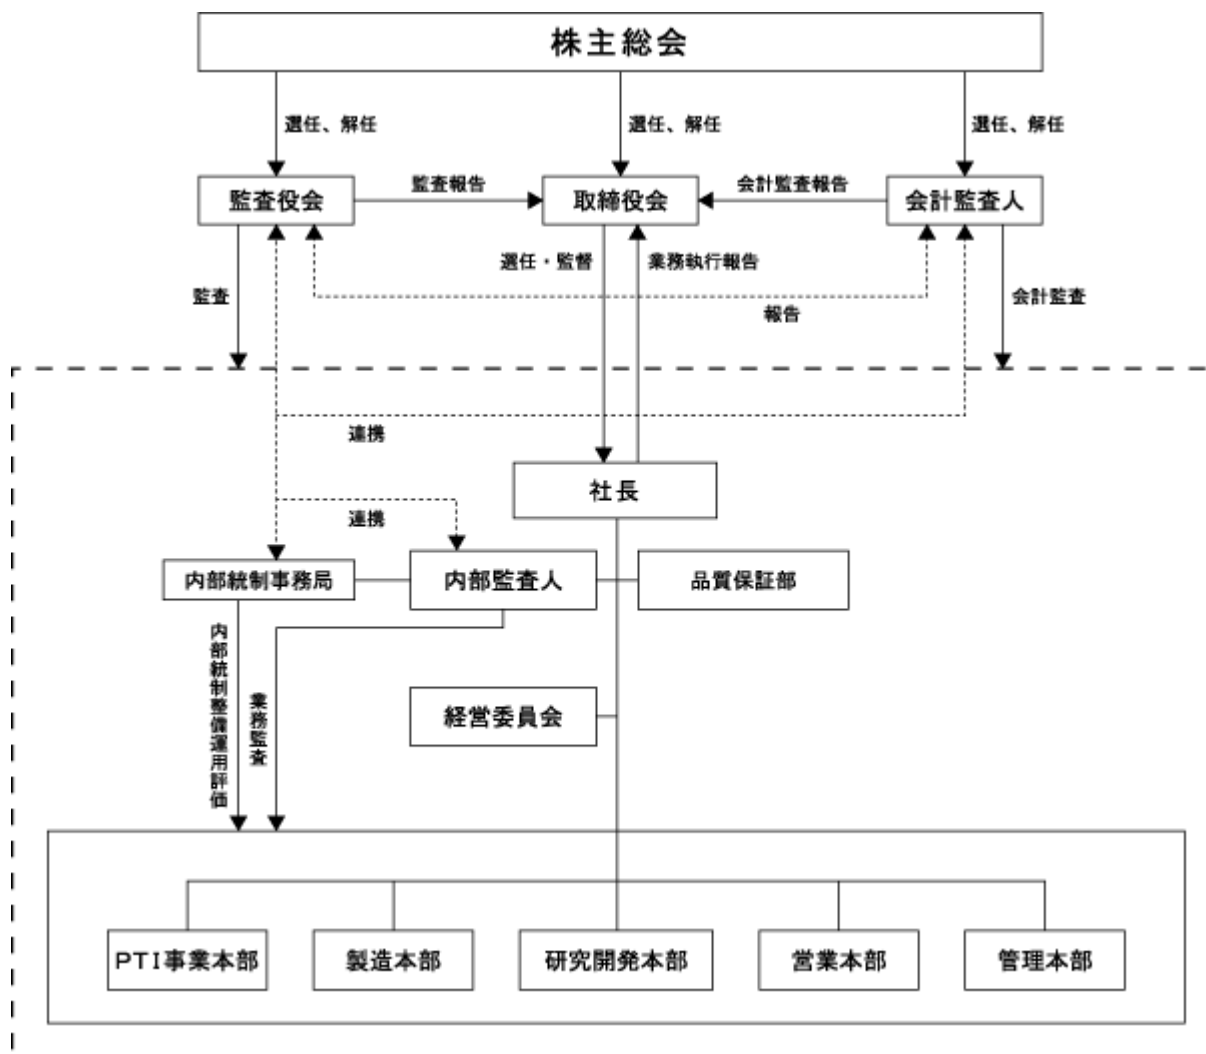 株主総会
選任、解任
選任、解任
選任、解任
監査役会
監査報告
取締役会
会計監査報告
会計監査人
選任・監督
業務執行報告
監査
報告
会計監査
連携
社長
連携
内部統制事務局
内部監査人
品質保証部
内部統制整備運用評価
業務監査
経営委員会
PTI事業本部
製造本部
研究開発本部
営業本部
管理本部